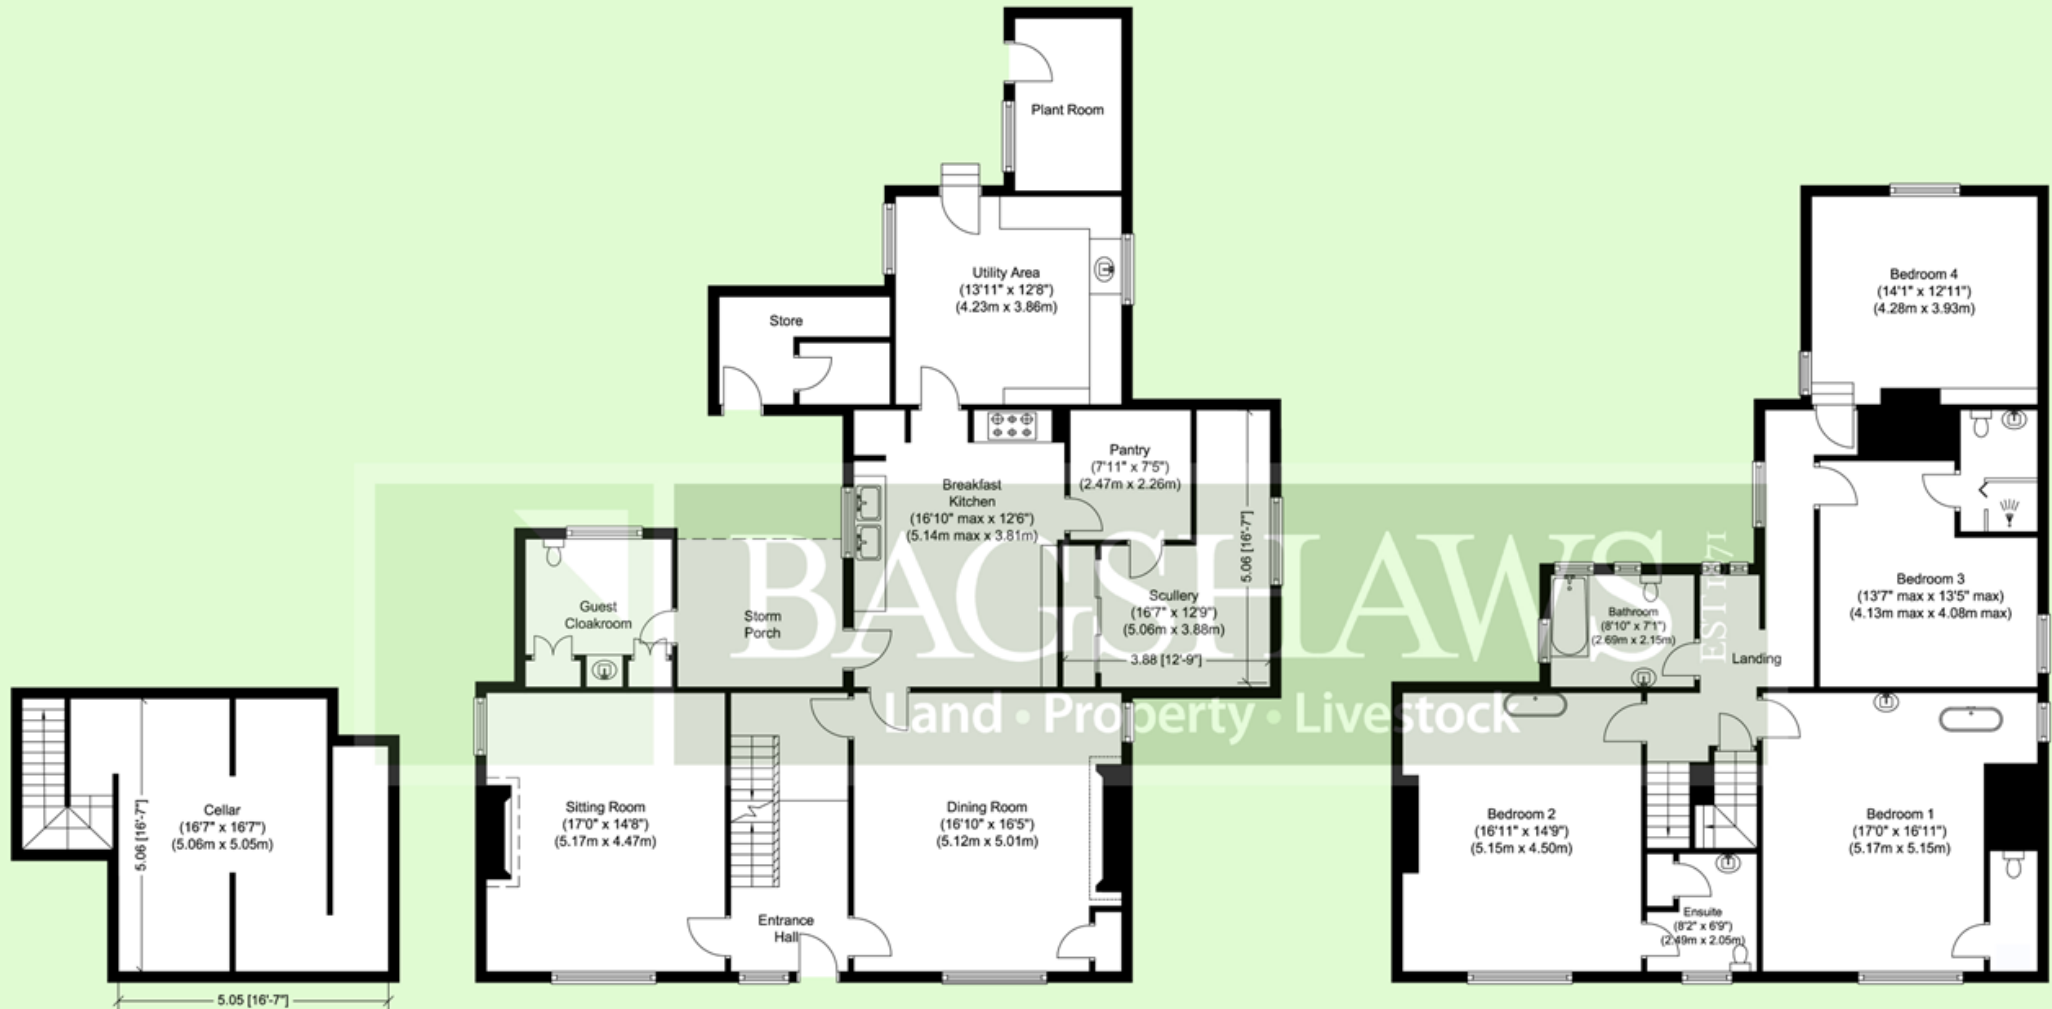 Plant Room
Utility Area
(13'11" x 12'8")
(4.23m x 3.86m)
Store
Pantry
(7'11" x 7'5")
(2.47m x 2.26m)
Breakfast
Kitchen
(16'10" max x 12'6")
(5.14m max x 3.81m)
5.06 [16'-7"]
Guest
Cloakroom
Storm
Porch
Scullery
(16'7" x 12'9")
(5.06m x 3.88m)
3.88 [12'-9"]
Cellar
(16'7" x 16'7")
(5.06m x 5.05m)
5.06 [16'-7"]
5.05 [16'-7"]
Sitting Room
(17'0" x 14'8")
(5.17m x 4.47m)
Dining Room
(16'10" x 16'5")
(5.12m x 5.01m)
Entrance
Hall
Bedroom 4
(14'1" x 12'11")
(4.28m x 3.93m)
Bedroom 3
(13'7" max x 13'5" max)
(4.13m max x 4.08m max)
Bathroom
(8'10" x 7'1")
(2.69m x 2.15m)
Landing
Bedroom 2
(16'11" x 14'9")
(5.15m x 4.50m)
Bedroom 1
(17'0" x 16'11")
(5.17m x 5.15m)
Ensuite
(8'2" x 6'9")
(2.49m x 2.05m)
BAGSHAWS
EST 1771
Land • Property • Livestock